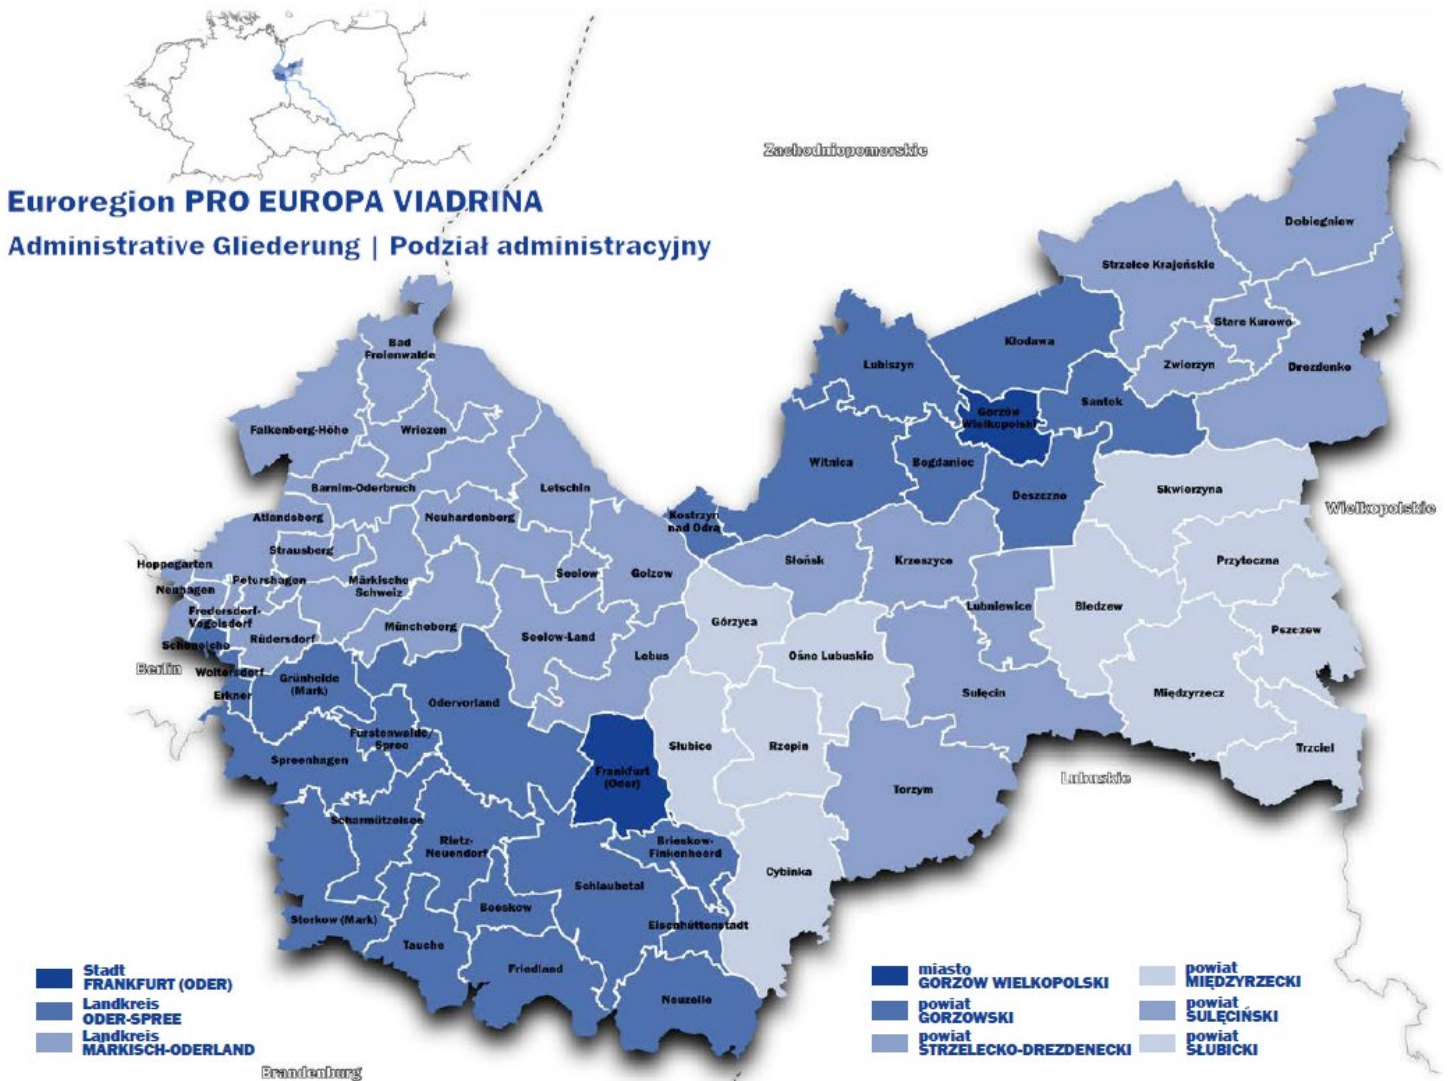 Zachodniopomorskie
Euroregion PRO EUROPA VIADRINA
Administrative Gliederung | Podział administracyjny
Dobiegniew
Strzelce Krajeńskie
Stare Kurowo
Kłodawa
Bad
Freienwalde
Lubiszyn
Zwierzyn
Drezdenko
Santok
Gorzów
Wielkopolski
Falkenberg-Höhe
Wriezen
Witnica
Bogdaniec
Barnim-Oderbruch
Letschin
Deszczno
Skwierzyna
Wielkopolskie
Altlandsberg
Neuhardenberg
Kostrzyn
nad Odrą
Strausberg
Hoppegarten
Petershagen
Märkische
Schweiz
Seelow
Golzow
Słońsk
Krzeszyce
Przytoczna
Neuhagen
Fredersdorf-
Vogelsdorf
Lubniewice
Bledzew
Górzyca
Müncheberg
Seelow-Land
Rüdersdorf
Schöneiche
Pszczew
Lebus
Ośno Lubuskie
Berlin
Woltersdorf
Grünheide
(Mark)
Erkner
Odervorland
Sulęcin
Międzyrzecz
Fürstenwalde/
Spree
Spreenhagen
Słubice
Rzepin
Trzciel
Frankfurt
(Oder)
Lubuskie
Torzym
Scharmützelsee
Rietz-
Neuendorf
Brieskow-
Finkenheerd
Cybinka
Schlaubetal
Beeskow
Storkow (Mark)
Eisenhüttenstadt
Tauche
Friedland
Neuzelle
Stadt
FRANKFURT (ODER)
Landkreis
ODER-SPREE
Landkreis
MÄRKISCH-ODERLAND
miasto
GORZÓW WIELKOPOLSKI
powiat
GORZOWSKI
powiat
STRZELECKO-DREZDENECKI
powiat
MIĘDZYRZECKI
powiat
SULĘCIŃSKI
powiat
SŁUBICKI
Brandenburg